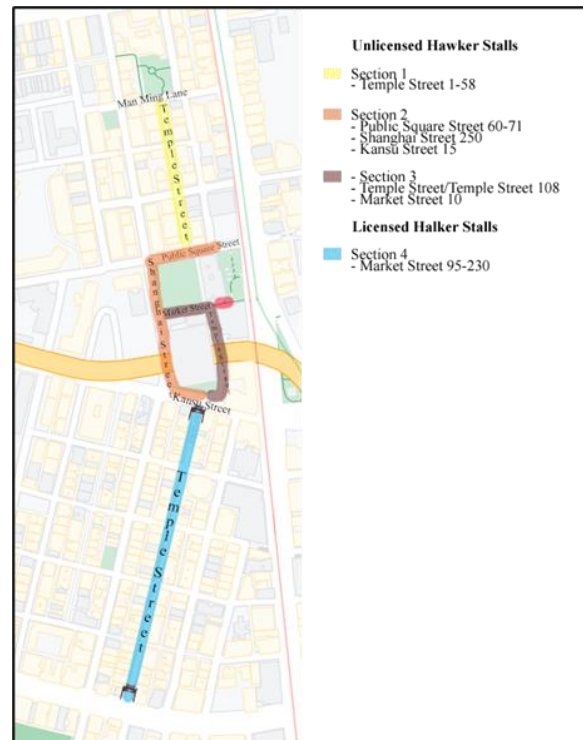 Unlicensed Hawker Stalls
Section 1
- Temple Street 1-58
Section 2
- Public Square Street 60-71
- Shanghai Street 250
- Kansu Street 15
- Section 3
- Temple Street/Temple Street 108
- Market Street 10
Licensed Halker Stalls
Section 4
- Market Street 95-230
Man Ming Lane
Temple Street
Public Square Street
Shanghai Street
Market Street
Kansu Street
Temple Street